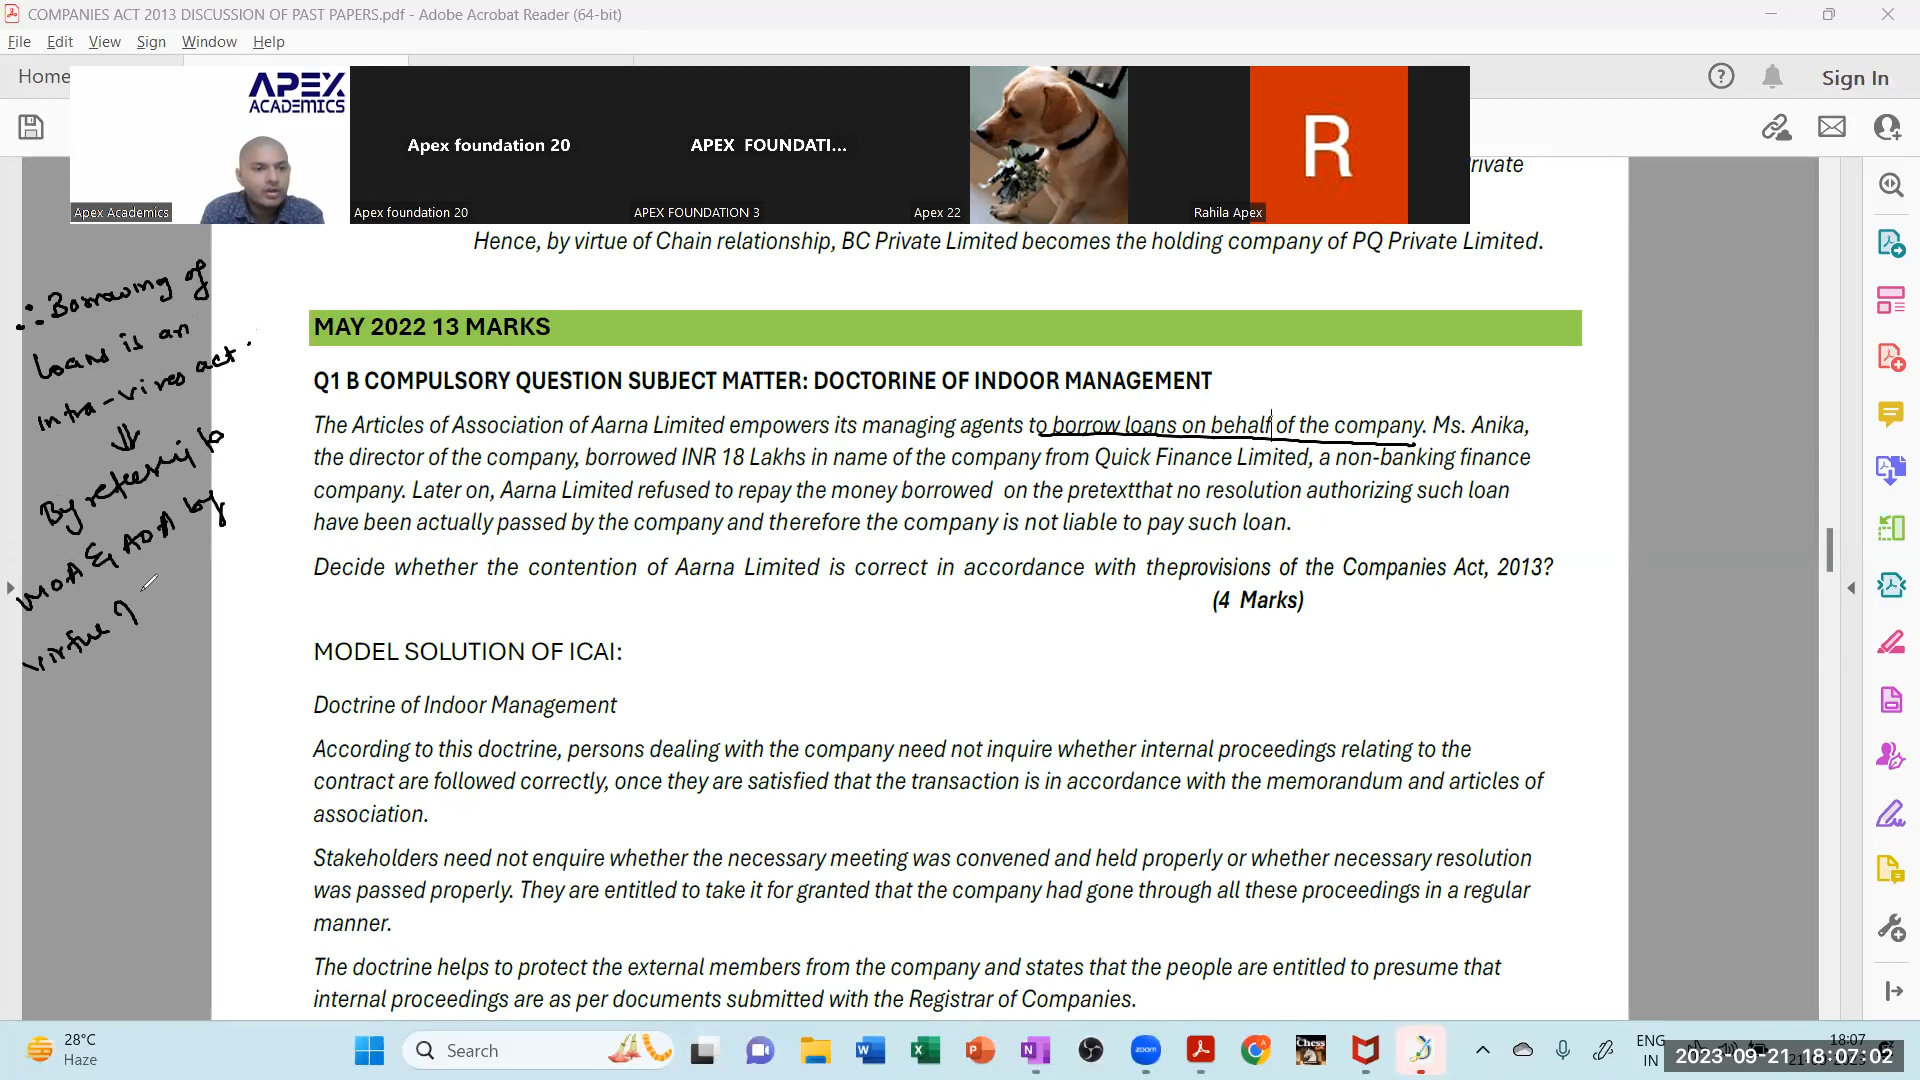 COMPANIES ACT 2013 DISCUSSION OF PAST PAPERS.pdf - Adobe Acrobat Reader (64-bit)
File Edit View Sign Window Help
Home
Sign In
APEX
ACADEMICS
Apex foundation 20
APEX FOUNDATI...
R
Apex Academics
Apex foundation 20
APEX FOUNDATION 3
Apex 22
Rahila Apex
rivate
Hence, by virtue of Chain relationship, BC Private Limited becomes the holding company of PQ Private Limited.
∴ Borrowing of
loans is an
intra-vires act.
⇓
By refering to
MOA & AOA by
virtue
MAY 2022 13 MARKS
Q1 B COMPULSORY QUESTION SUBJECT MATTER: DOCTORINE OF INDOOR MANAGEMENT
The Articles of Association of Aarna Limited empowers its managing agents to borrow loans on behalf of the company. Ms. Anika,
the director of the company, borrowed INR 18 Lakhs in name of the company from Quick Finance Limited, a non-banking finance
company. Later on, Aarna Limited refused to repay the money borrowed on the pretextthat no resolution authorizing such loan
have been actually passed by the company and therefore the company is not liable to pay such loan.
Decide whether the contention of Aarna Limited is correct in accordance with theprovisions of the Companies Act, 2013?
(4 Marks)
MODEL SOLUTION OF ICAI:
Doctrine of Indoor Management
According to this doctrine, persons dealing with the company need not inquire whether internal proceedings relating to the
contract are followed correctly, once they are satisfied that the transaction is in accordance with the memorandum and articles of
association.
Stakeholders need not enquire whether the necessary meeting was convened and held properly or whether necessary resolution
was passed properly. They are entitled to take it for granted that the company had gone through all these proceedings in a regular
manner.
The doctrine helps to protect the external members from the company and states that the people are entitled to presume that
internal proceedings are as per documents submitted with the Registrar of Companies.
28°C
Haze
Search
zoom
Chess
ENG
IN
18:07
2023-09-21 18:07:02